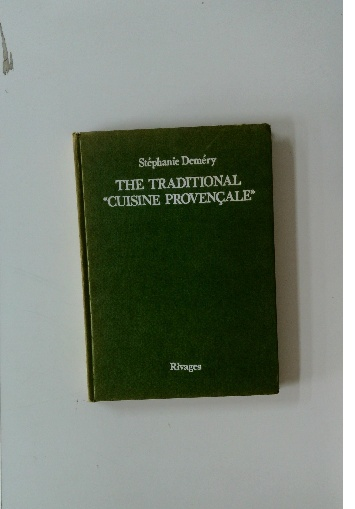 Stéphanie Deméry
THE TRADITIONAL
"CUISINE PROVENÇALE"
Rivages